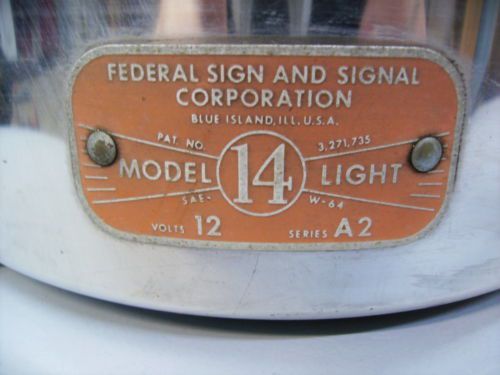 FEDERAL SIGN AND SIGNAL
CORPORATION
BLUE ISLAND, ILL. U.S.A.
PAT. NO. 3,271,735
MODEL 14 LIGHT
SAE- W-64
VOLTS 12 SERIES A2